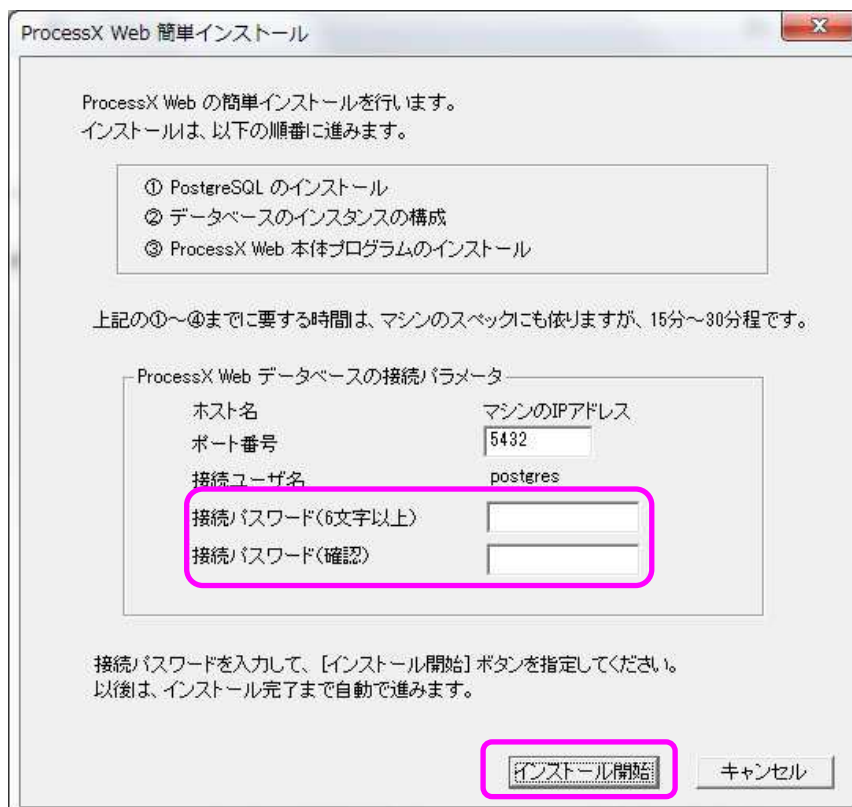 ProcessX Web 簡単インストール
ProcessX Web の簡単インストールを行います。
インストールは、以下の順番に進みます。
① PostgreSQL のインストール
② データベースのインスタンスの構成
③ ProcessX Web 本体プログラムのインストール
上記の①～④までに要する時間は、マシンのスペックにも依りますが、15分～30分程です。
ProcessX Web データベースの接続パラメータ
ホスト名 マシンのIPアドレス
ポート番号 5432
接続ユーザ名 postgres
接続パスワード(6文字以上)
接続パスワード(確認)
接続パスワードを入力して、[インストール開始] ボタンを指定してください。
以後は、インストール完了まで自動で進みます。
インストール開始 キャンセル